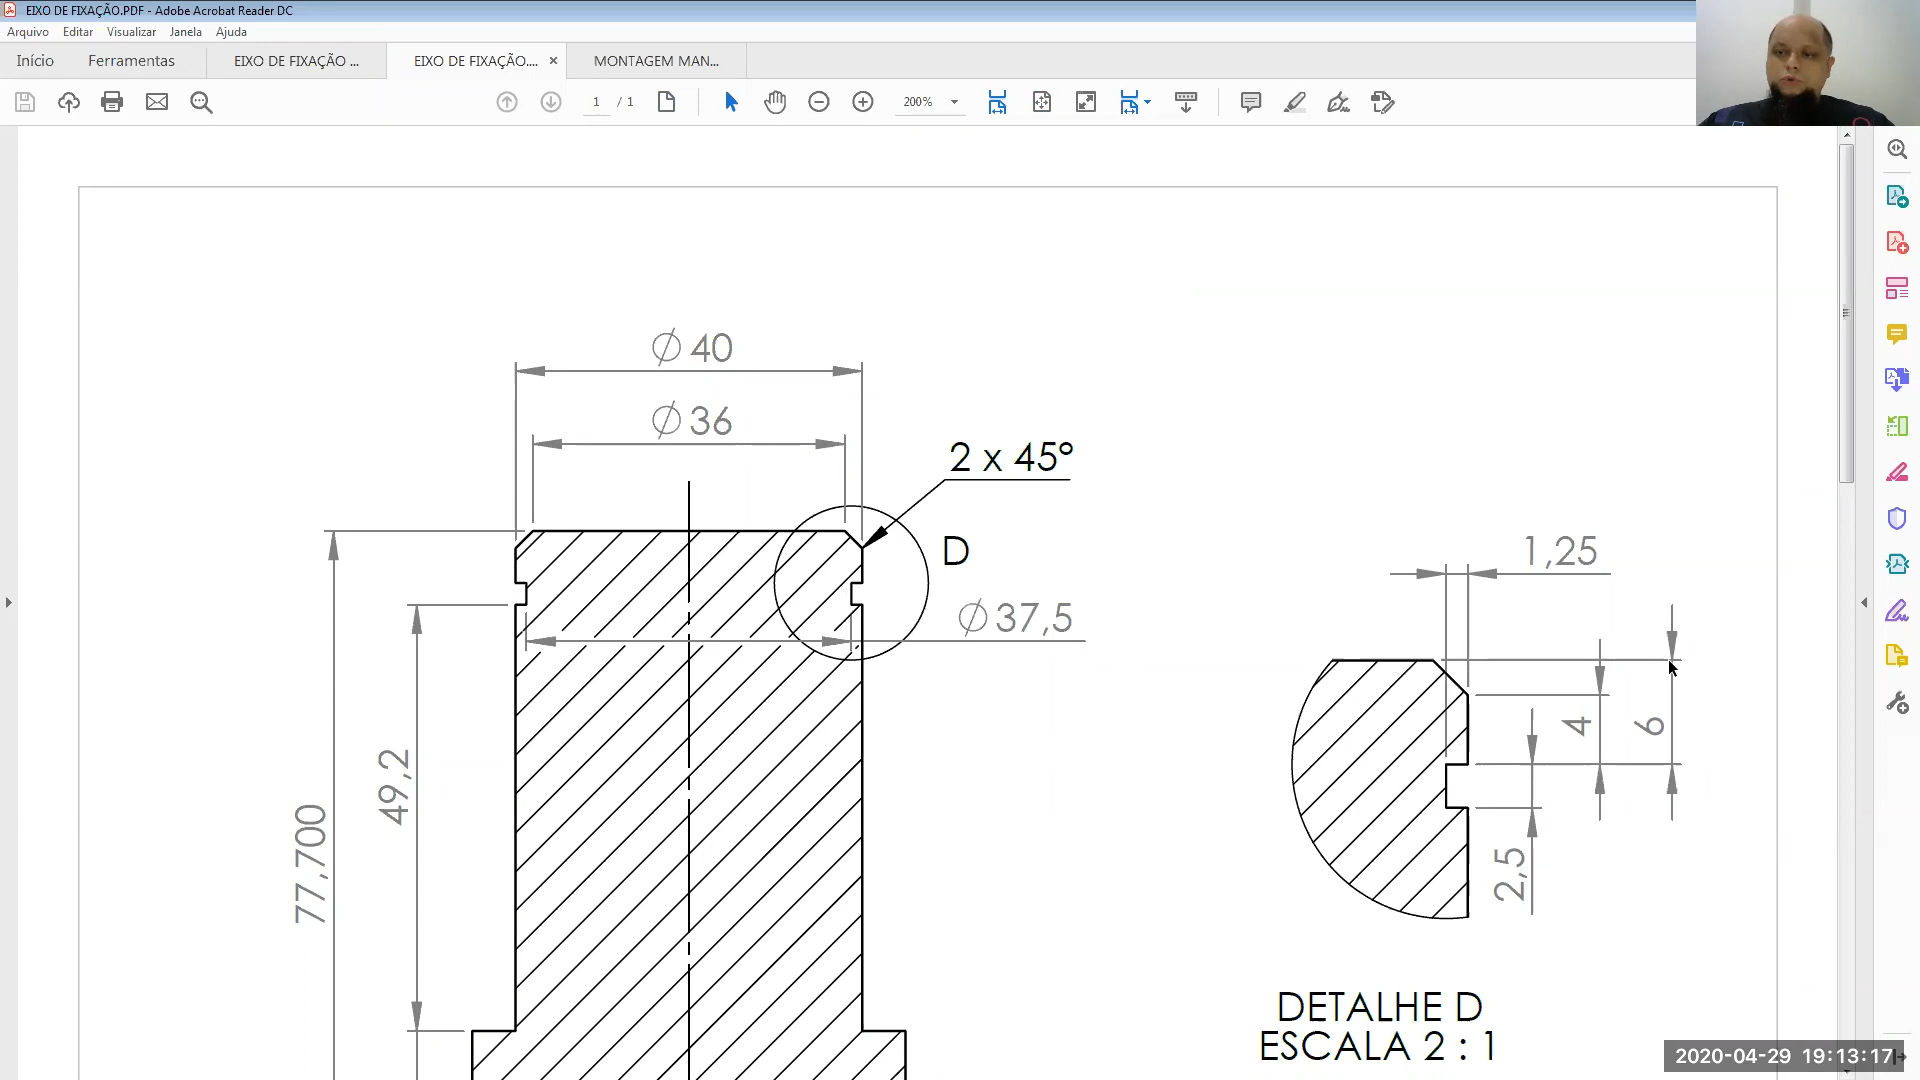 EIXO DE FIXAÇÃO.PDF - Adobe Acrobat Reader DC
Arquivo Editar Visualizar Janela Ajuda
Início Ferramentas EIXO DE FIXAÇÃO ... EIXO DE FIXAÇÃO.... × MONTAGEM MAN...
1 / 1 200%
Ø 40
Ø 36
2 x 45°
D
1,25
Ø 37,5
4
6
49,2
77,700
2,5
DETALHE D
ESCALA 2 : 1
2020-04-29 19:13:17